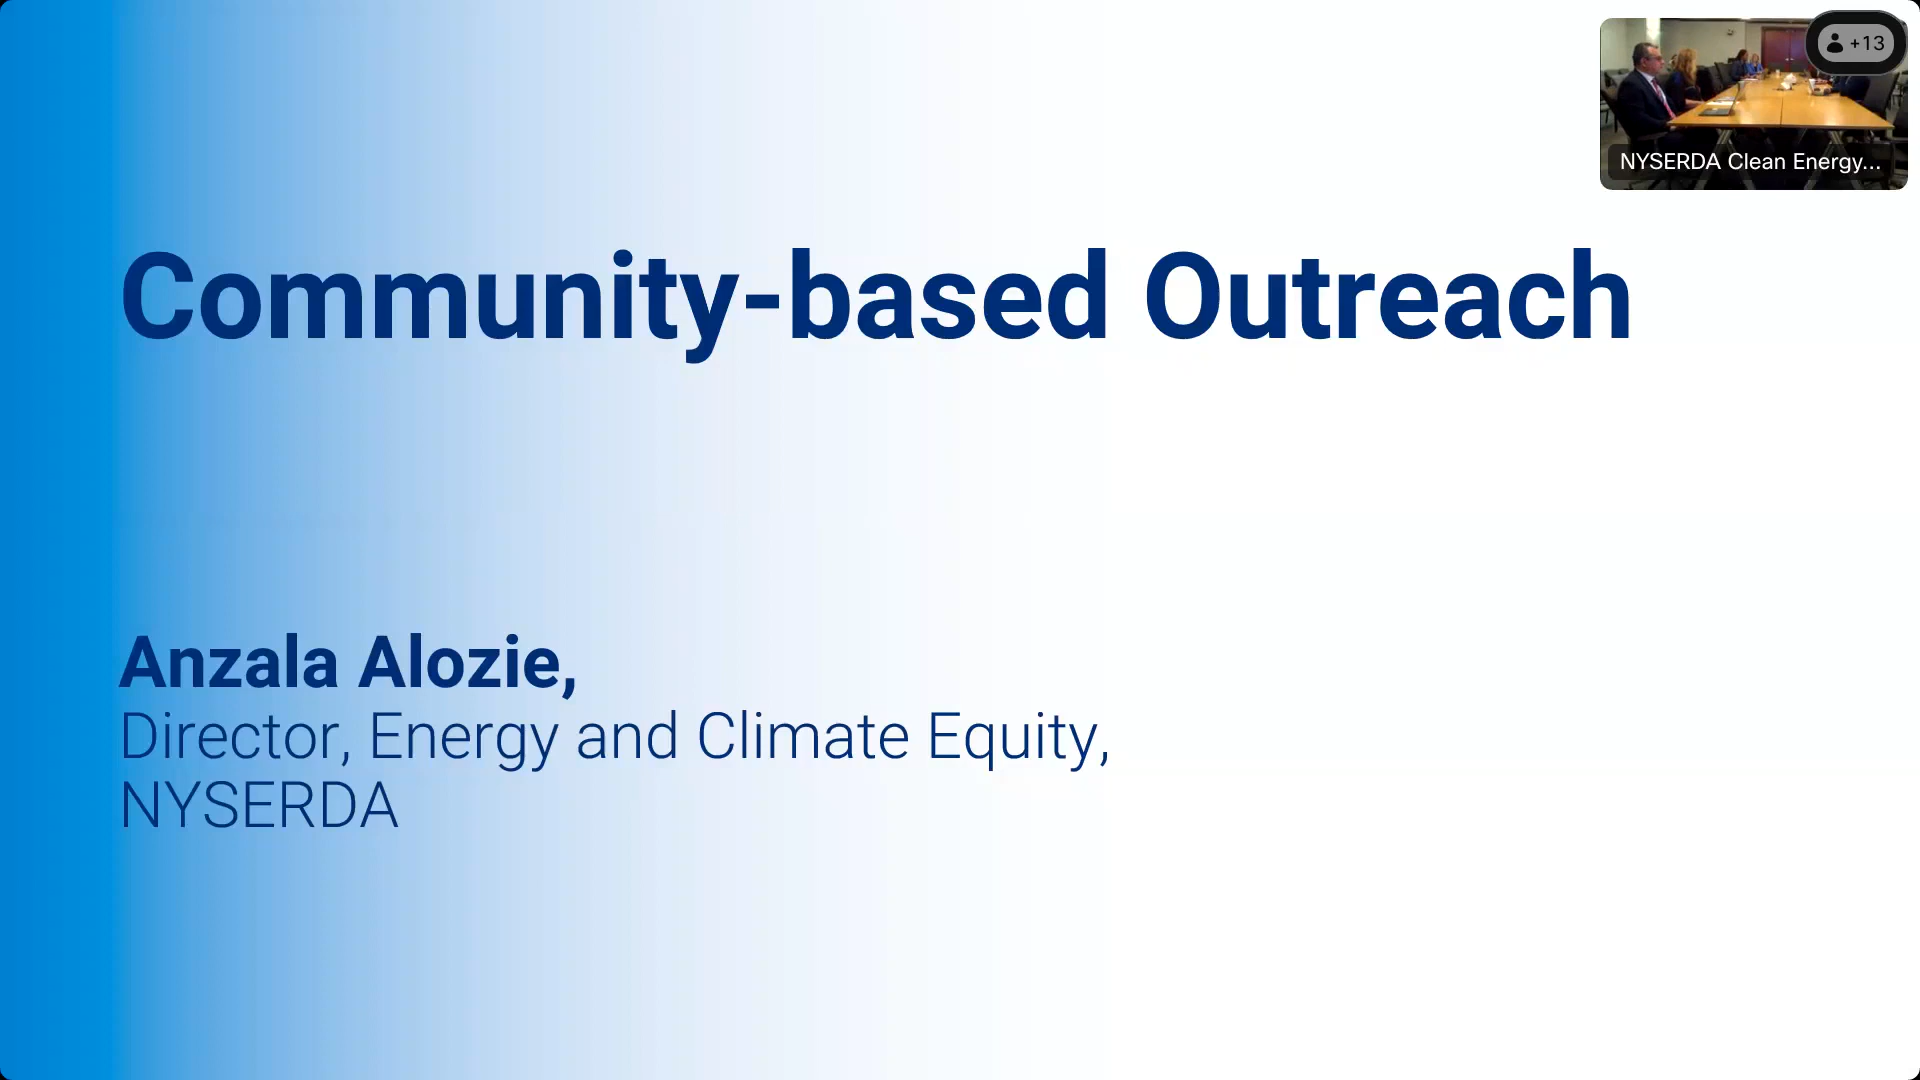 +13
NYSERDA Clean Energy...
Community-based Outreach
Anzala Alozie,
Director, Energy and Climate Equity,
NYSERDA